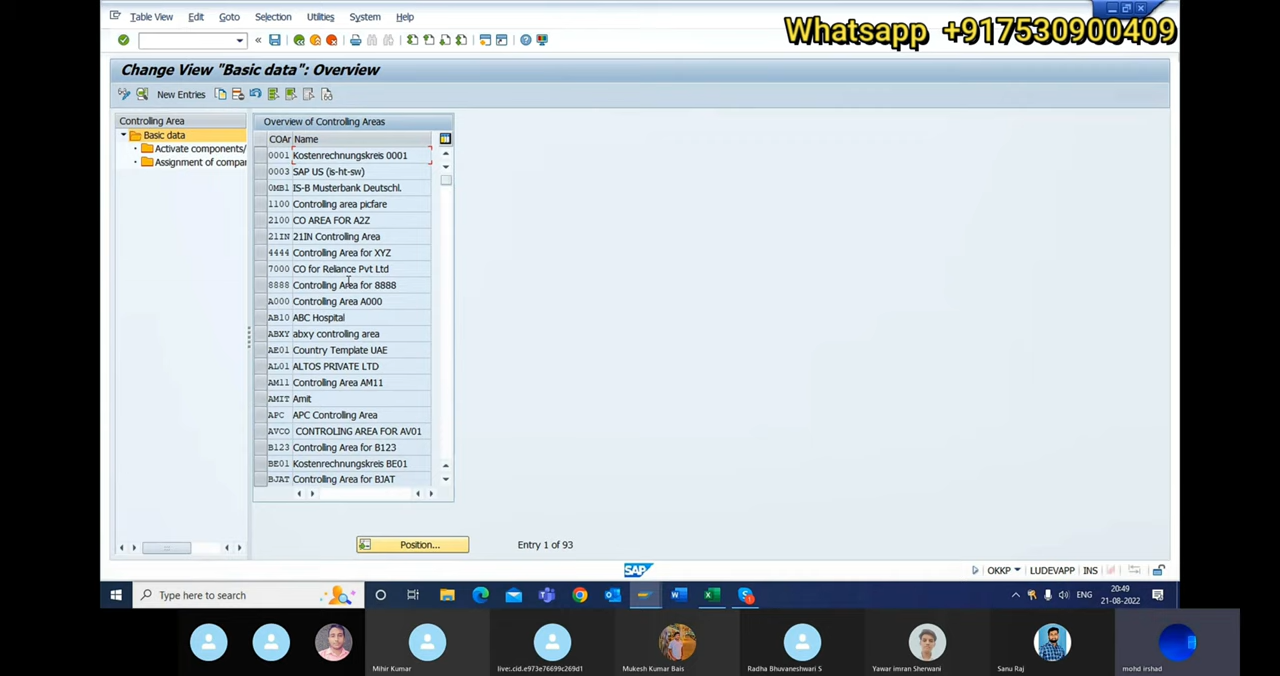 Table View Edit Goto Selection Utilities System Help
Whatsapp +917530900409
Change View "Basic data": Overview
New Entries
Controlling Area
Basic data
Activate components/
Assignment of compar
Overview of Controlling Areas
COAr Name
0001 Kostenrechnungskreis 0001
0003 SAP US (is-ht-sw)
0MB1 IS-B Musterbank Deutschl.
1100 Controlling area picfare
2100 CO AREA FOR A2Z
21IN 21IN Controlling Area
4444 Controlling Area for XYZ
7000 CO for Reliance Pvt Ltd
8888 Controlling Area for 8888
A000 Controlling Area A000
AB10 ABC Hospital
ABXY abxy controlling area
AE01 Country Template UAE
AL01 ALTOS PRIVATE LTD
AM11 Controlling Area AM11
AMIT Amit
APC APC Controlling Area
AVCO CONTROLING AREA FOR AV01
B123 Controlling Area for B123
BE01 Kostenrechnungskreis BE01
BJAT Controlling Area for BJAT
Position... Entry 1 of 93
SAP OKKP LUDEVAPP INS
Type here to search
ENG
20:49
21-08-2022
Mihir Kumar live:.cid.e973e76699c269d1 Mukesh Kumar Bais Radha Bhuvaneshwari S Yawar imran Sherwani Sanu Raj mohd irshad